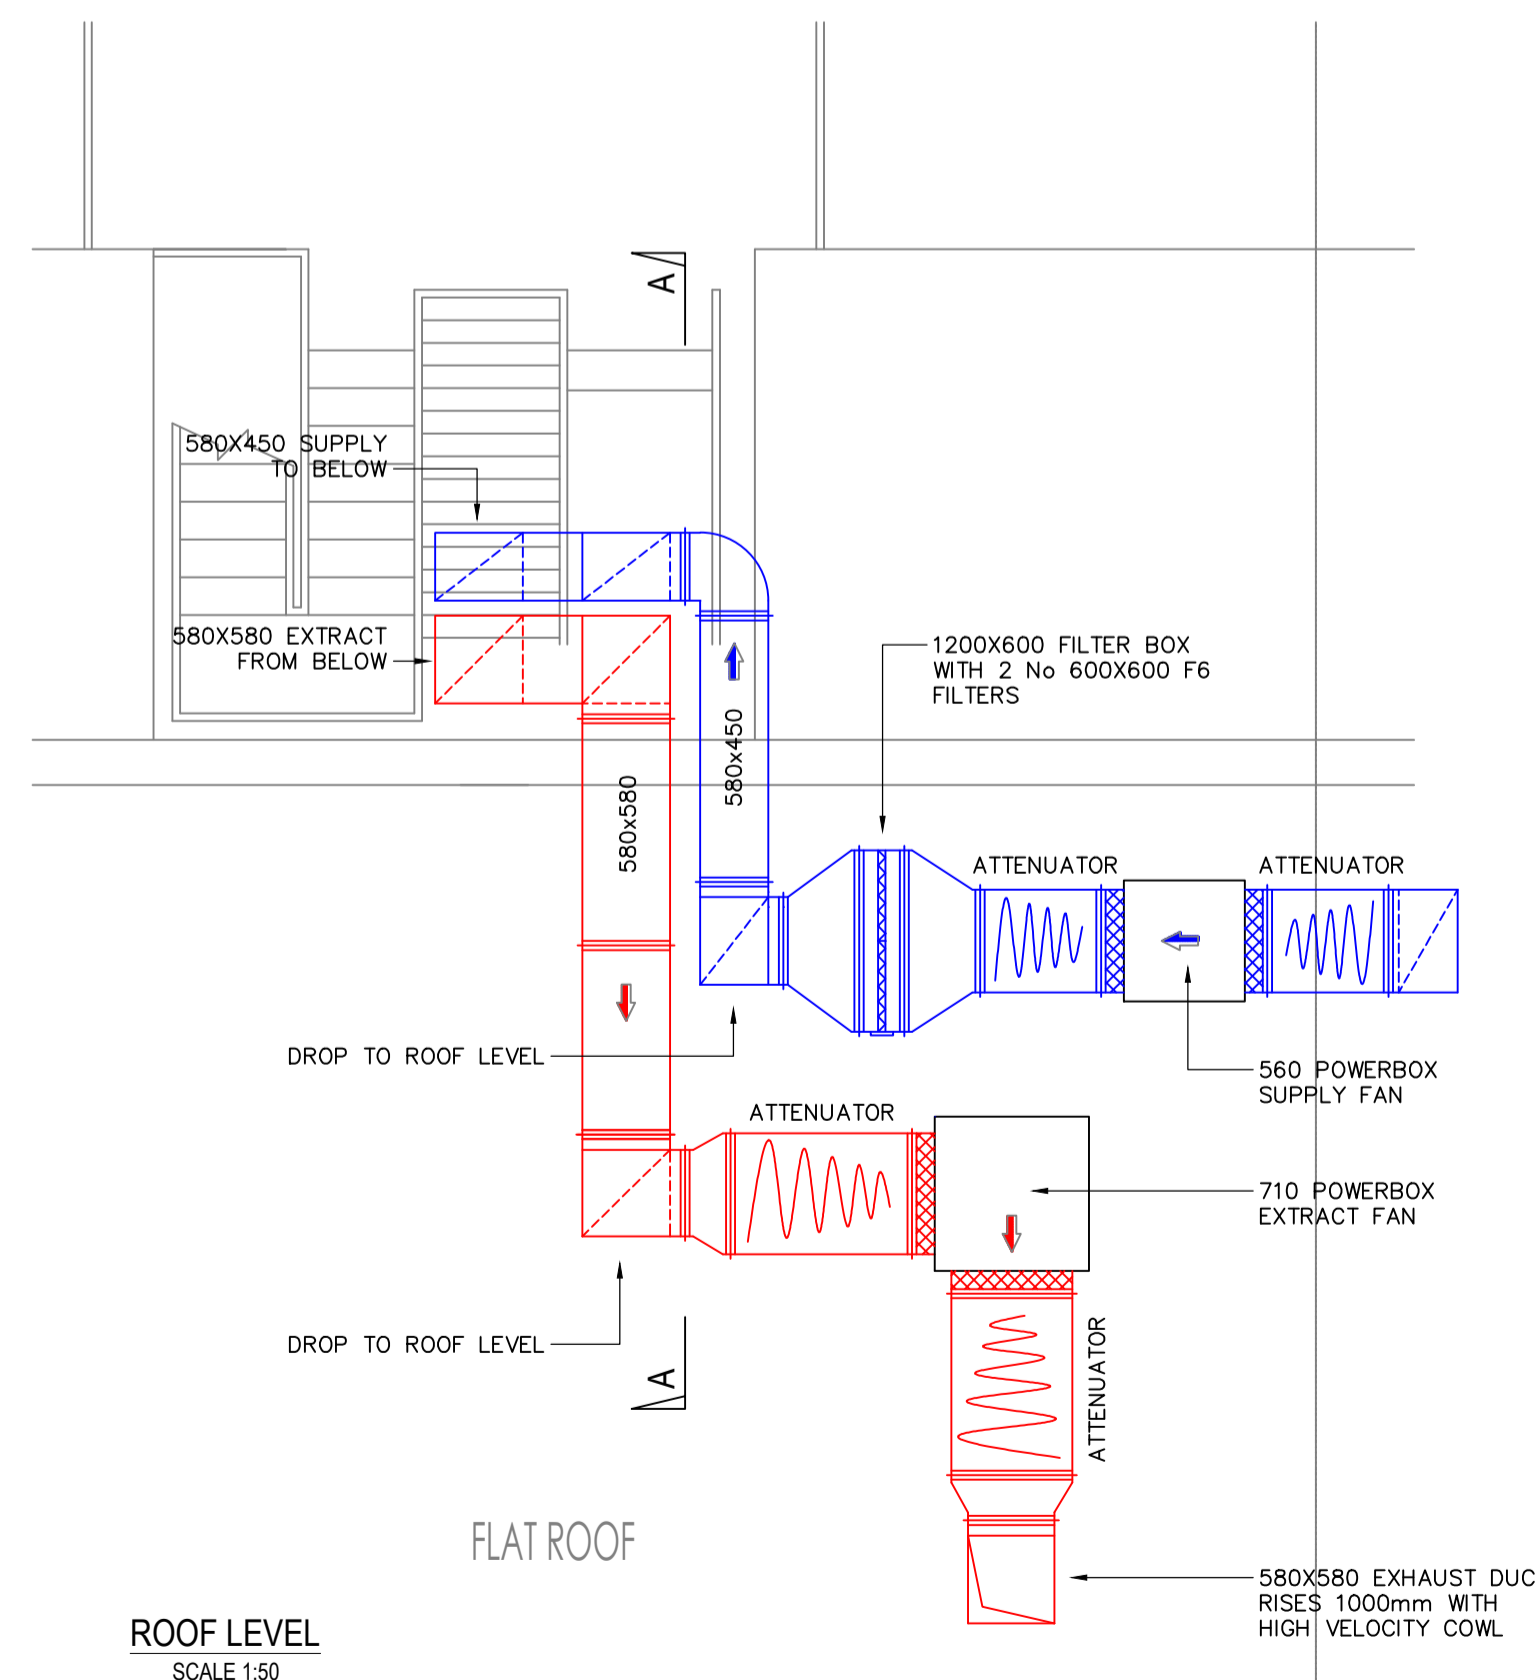 A
580X450 SUPPLY
TO BELOW
580X580 EXTRACT
FROM BELOW
1200X600 FILTER BOX
WITH 2 No 600X600 F6
FILTERS
580x450
580x580
ATTENUATOR
ATTENUATOR
DROP TO ROOF LEVEL
560 POWERBOX
SUPPLY FAN
ATTENUATOR
710 POWERBOX
EXTRACT FAN
DROP TO ROOF LEVEL
A
ATTENUATOR
FLAT ROOF
580X580 EXHAUST DUC
RISES 1000mm WITH
HIGH VELOCITY COWL
ROOF LEVEL
SCALE 1:50